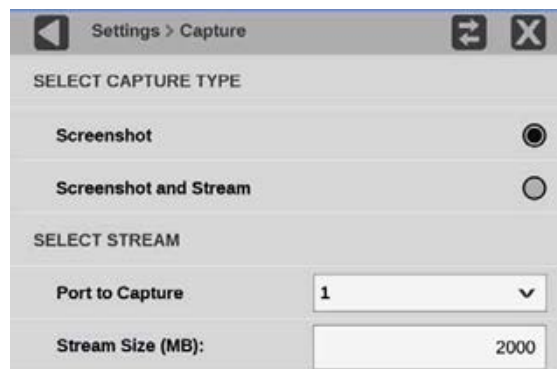 Settings > Capture
SELECT CAPTURE TYPE
Screenshot
Screenshot and Stream
SELECT STREAM
Port to Capture 1
Stream Size (MB): 2000